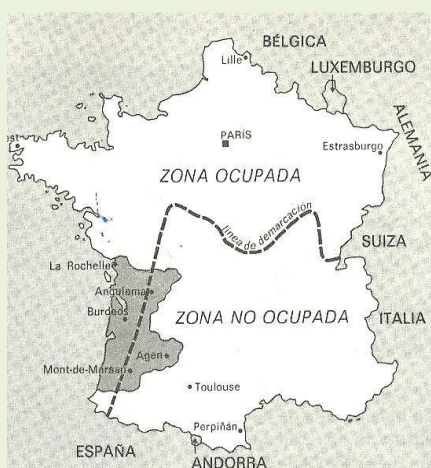 BÉLGICA
Lille
LUXEMBURGO
ALEMANIA
PARÍS
Estrasburgo
est
ZONA OCUPADA
línea de demarcación
SUIZA
La Rochelle
Angulema
Burdeos
ZONA NO OCUPADA
ITALIA
Agen
Mont-de-Marsan
Toulouse
Perpiñán
ESPAÑA
ANDORRA